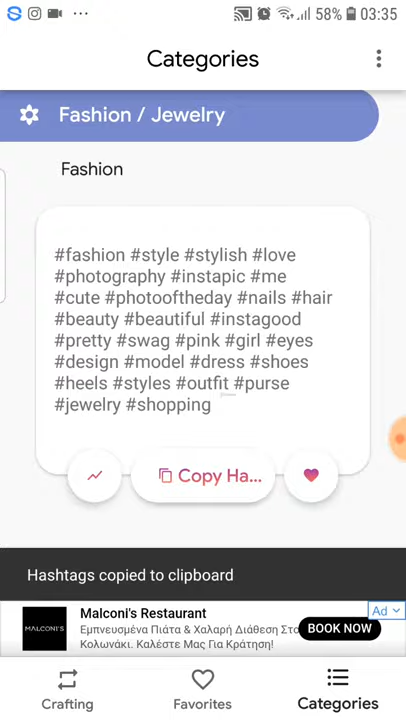 58% 03:35
Categories
Fashion / Jewelry
Fashion
#fashion #style #stylish #love
#photography #instapic #me
#cute #photooftheday #nails #hair
#beauty #beautiful #instagood
#pretty #swag #pink #girl #eyes
#design #model #dress #shoes
#heels #styles #outfit #purse
#jewelry #shopping
Copy Ha...
Hashtags copied to clipboard
Ad
MALCONI'S
Malconi's Restaurant
Εμπνευσμένα Πιάτα & Χαλαρή Διάθεση Στο
Κολωνάκι. Καλέστε Μας Για Κράτηση!
BOOK NOW
Crafting
Favorites
Categories